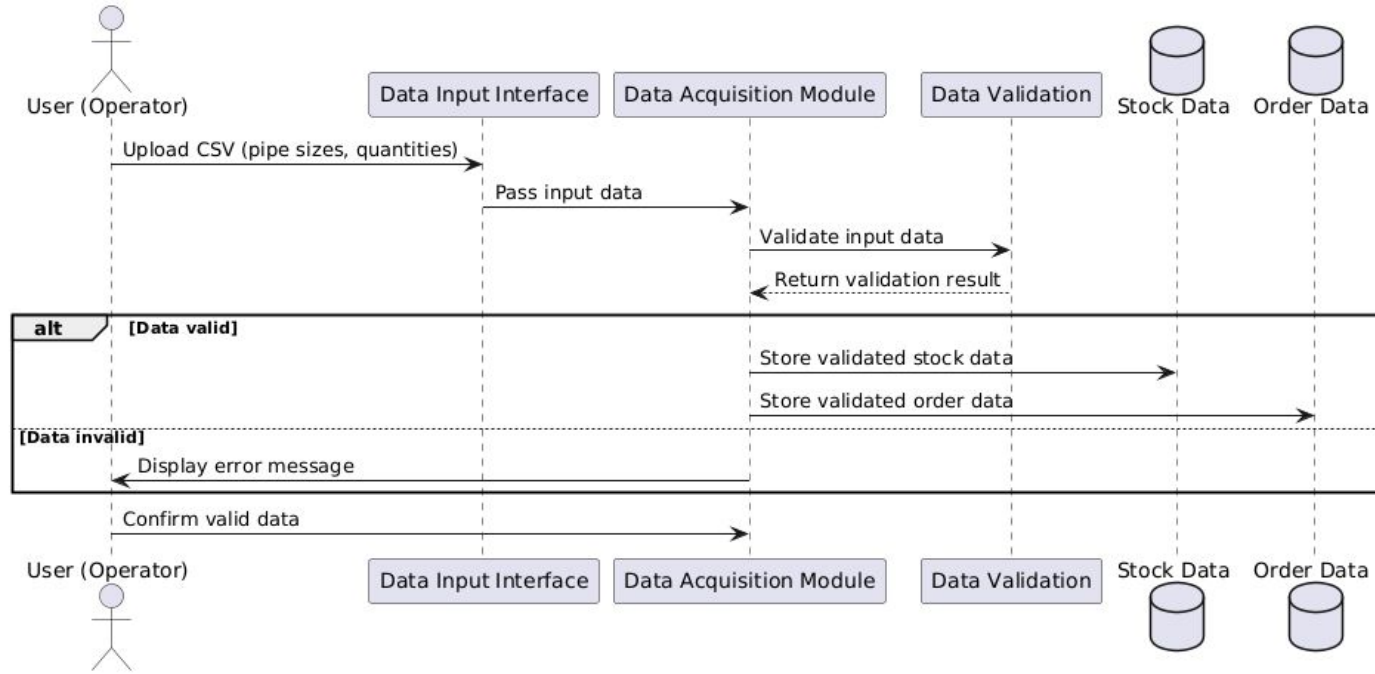 User (Operator)
Data Input Interface
Data Acquisition Module
Data Validation
Stock Data
Order Data
Upload CSV (pipe sizes, quantities)
Pass input data
Validate input data
Return validation result
alt
[Data valid]
Store validated stock data
Store validated order data
[Data invalid]
Display error message
Confirm valid data
User (Operator)
Data Input Interface
Data Acquisition Module
Data Validation
Stock Data
Order Data